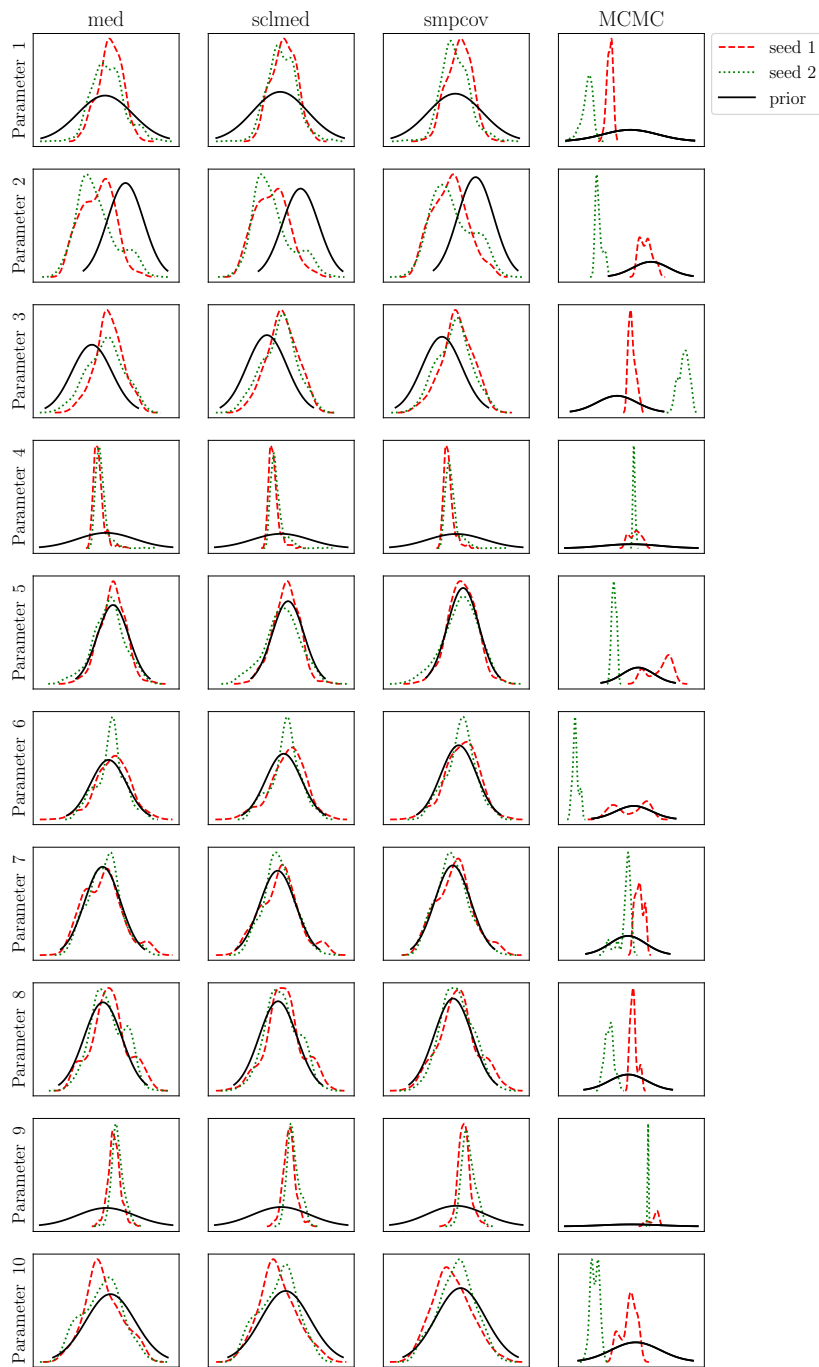 med sclmed smpcov MCMC
seed 1
seed 2
prior
Parameter 1
Parameter 2
Parameter 3
Parameter 4
Parameter 5
Parameter 6
Parameter 7
Parameter 8
Parameter 9
Parameter 10